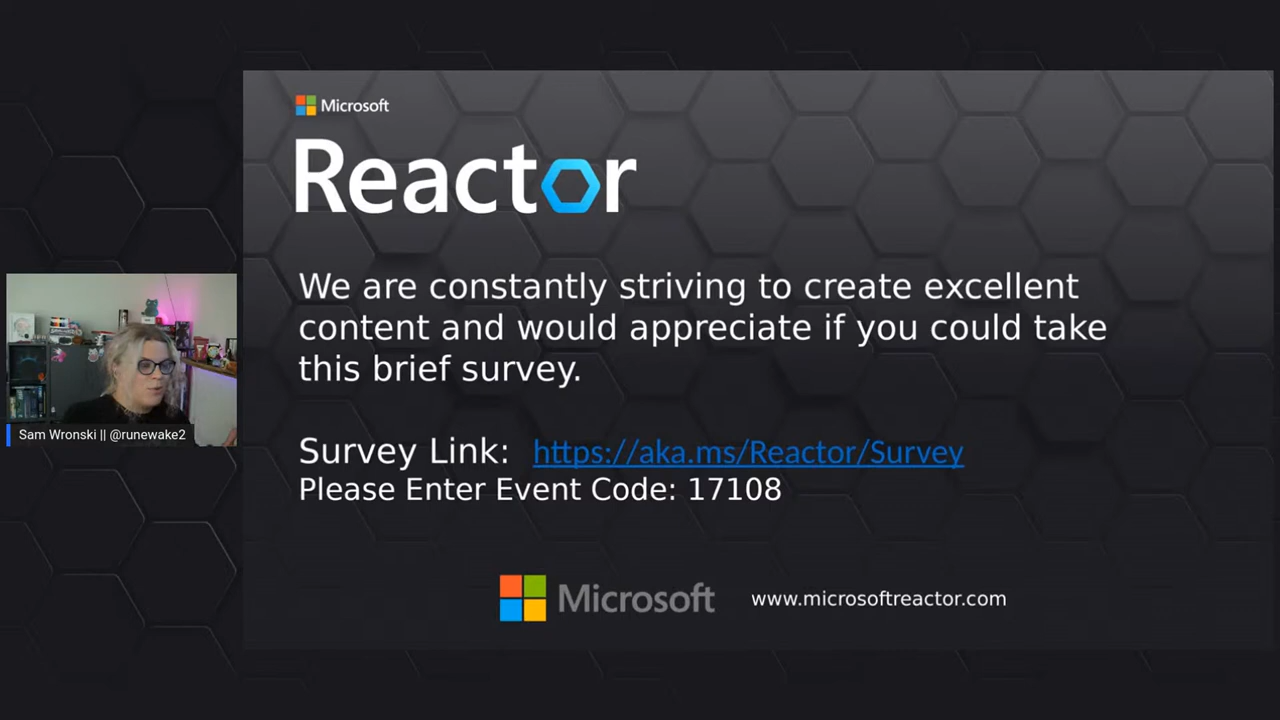 Microsoft
Reactor
We are constantly striving to create excellent
content and would appreciate if you could take
this brief survey.
Survey Link: https://aka.ms/Reactor/Survey
Please Enter Event Code: 17108
Sam Wronski || @runewake2
Microsoft
www.microsoftreactor.com